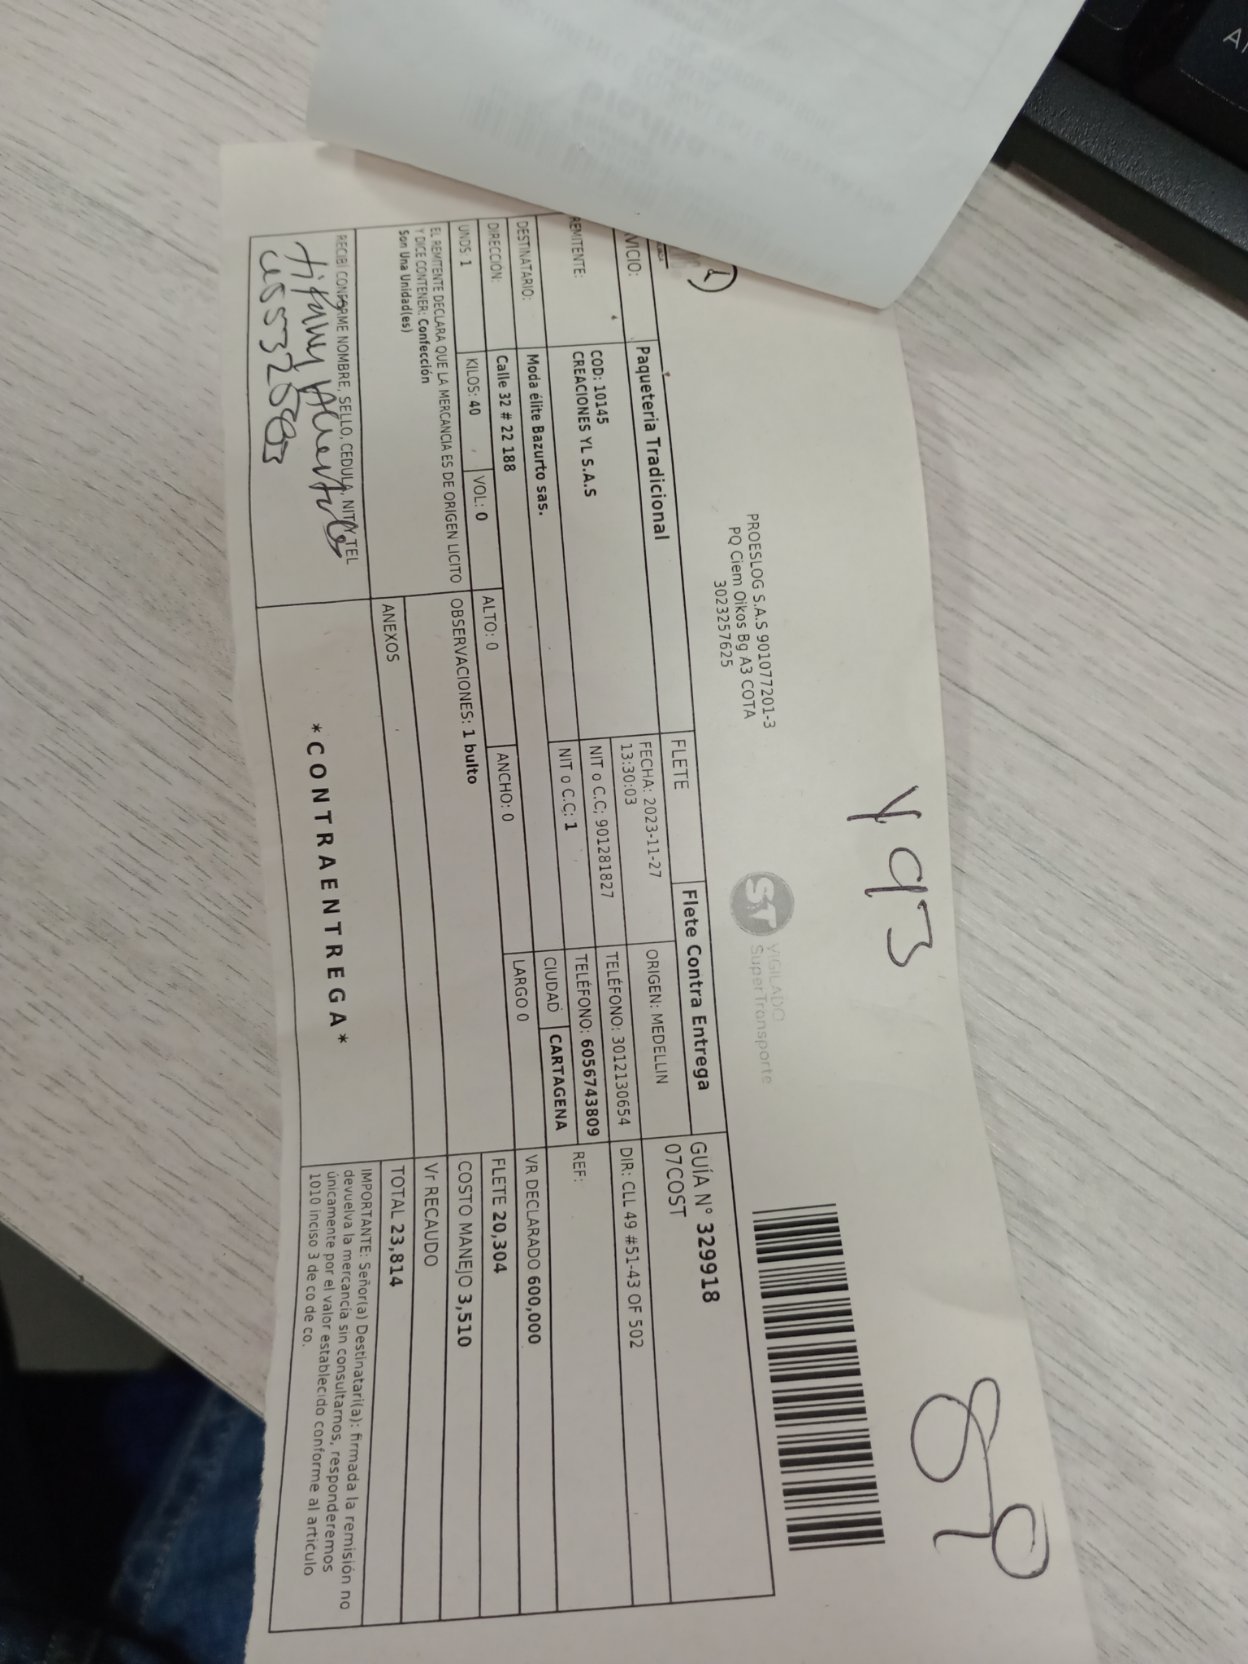 Y 93
89
PROESLOG S.A.S 901077201-3
PQ Ciem Oikos Bg A3 COTA
3023257625
ST
VIGILADO
SuperTransporte
VICIO:
Paqueteria Tradicional
FLETE
Flete Contra Entrega
GUÍA N° 329918
07COST
FECHA: 2023-11-27
13:30:03
ORIGEN: MEDELLIN
REMITENTE:
COD: 10145
CREACIONES YL S.A.S
NIT o C.C: 901281827
TELÉFONO: 3012130654
DIR: CLL 49 #51-43 OF 502
DESTINATARIO:
Moda élite Bazurto sas.
NIT o C.C: 1
TELÉFONO: 6056743809
REF:
DIRECCION:
Calle 32 # 22 188
CIUDAD
CARTAGENA
VR DECLARADO 600,000
UNDS 1
KILOS: 40
VOL: 0
ALTO: 0
ANCHO: 0
LARGO 0
FLETE 20,304
EL REMITENTE DECLARA QUE LA MERCANCIA ES DE ORIGEN LICITO
Y DICE CONTENER: Confección
Son Una Unidad(es)
OBSERVACIONES: 1 bulto
COSTO MANEJO 3,510
Vr RECAUDO
ANEXOS
TOTAL 23,814
RECIBI CONFORME NOMBRE, SELLO, CEDULA, NIT Y TEL
*CONTRAENTREGA*
IMPORTANTE: Señor(a) Destinatari(a): firmada la remisión no
devuelva la mercancía sin consultarnos, responderemos
únicamente por el valor establecido conforme al articulo
1010 inciso 3 de co de co.